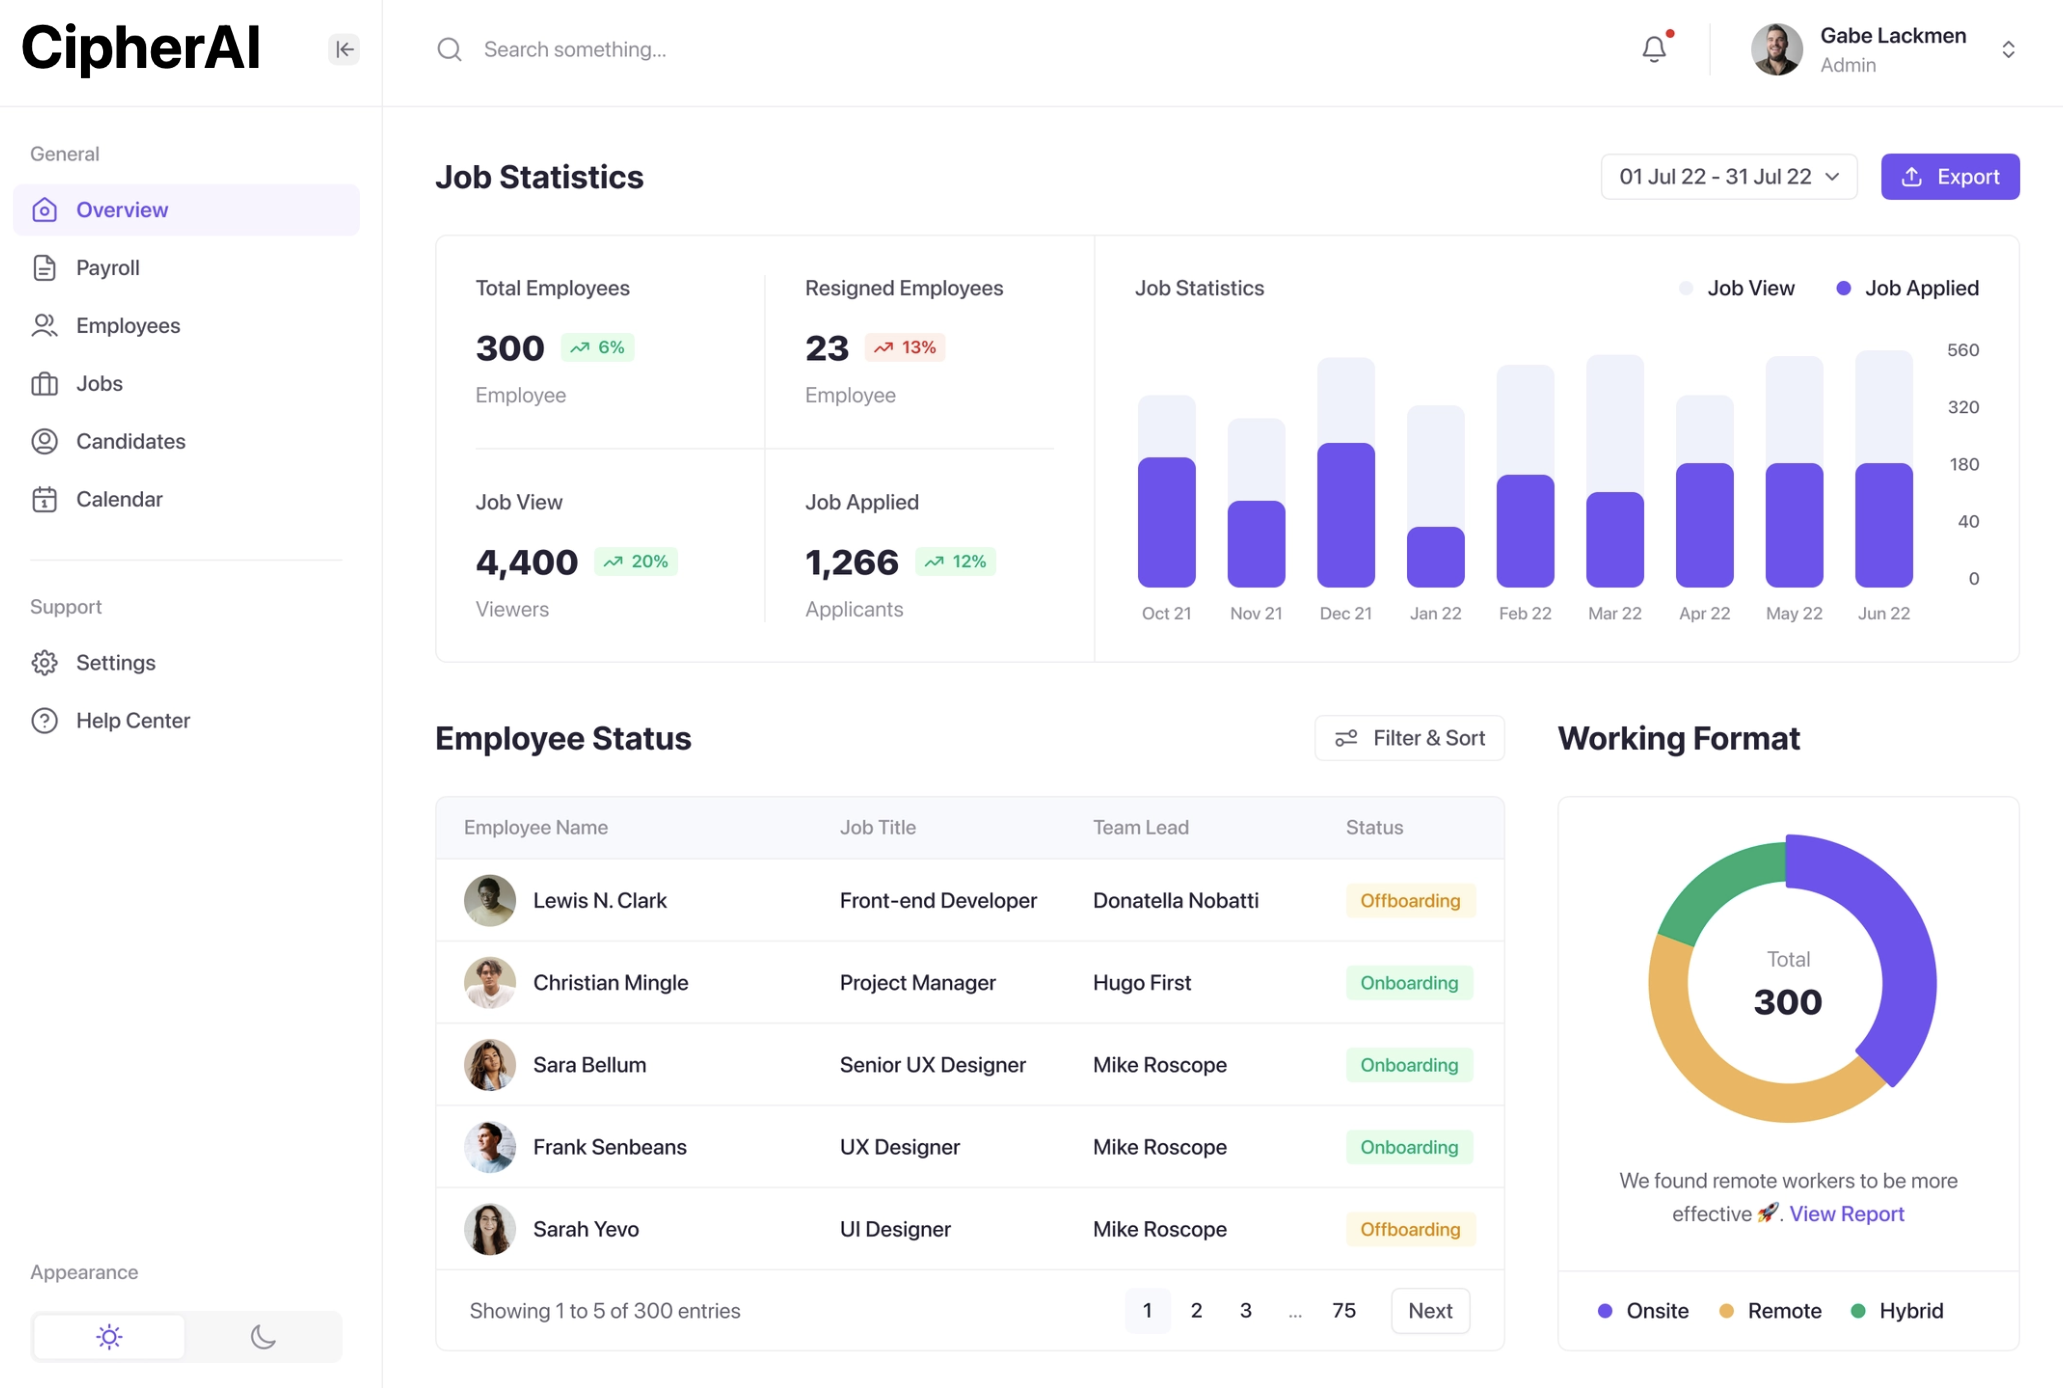 CipherAI
Search something...
Gabe Lackmen
Admin
General
Overview
Payroll
Employees
Jobs
Candidates
1
Calendar
Support
Settings
Help Center
Appearance
Job Statistics
01 Jul 22 - 31 Jul 22
Export
Total Employees
300 6%
Employee
Resigned Employees
23 13%
Employee
Job View
4,400 20%
Viewers
Job Applied
1,266 12%
Applicants
Job Statistics
Job View Job Applied
560
320
180
40
0
Oct 21 Nov 21 Dec 21 Jan 22 Feb 22 Mar 22 Apr 22 May 22 Jun 22
Employee Status
Filter & Sort
Employee Name Job Title Team Lead Status
Lewis N. Clark Front-end Developer Donatella Nobatti Offboarding
Christian Mingle Project Manager Hugo First Onboarding
Sara Bellum Senior UX Designer Mike Roscope Onboarding
Frank Senbeans UX Designer Mike Roscope Onboarding
Sarah Yevo UI Designer Mike Roscope Offboarding
Showing 1 to 5 of 300 entries 1 2 3 ... 75 Next
Working Format
Total
300
We found remote workers to be more
effective 🚀. View Report
Onsite Remote Hybrid